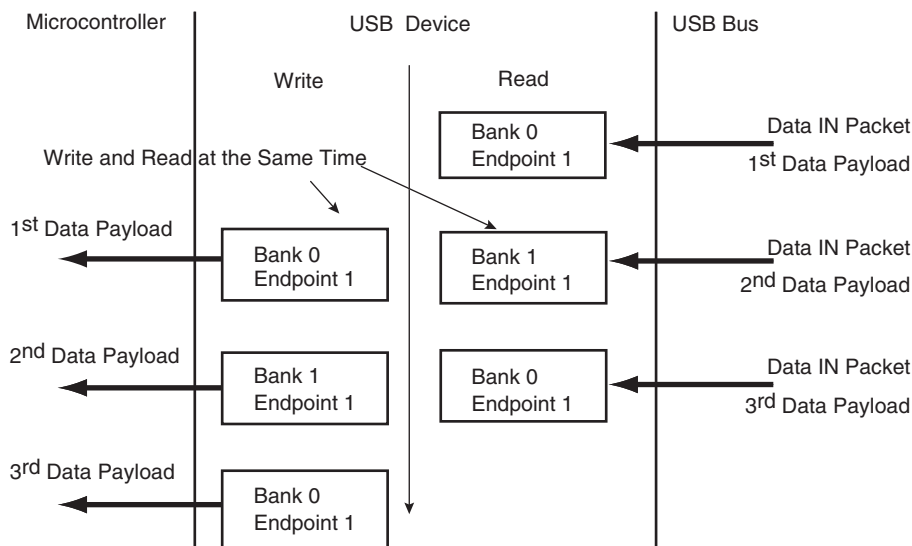 Microcontroller USB Device USB Bus
Write Read
Bank 0
Endpoint 1
Data IN Packet
1st Data Payload
Write and Read at the Same Time
1st Data Payload
Bank 0
Endpoint 1
Bank 1
Endpoint 1
Data IN Packet
2nd Data Payload
2nd Data Payload
Bank 1
Endpoint 1
Bank 0
Endpoint 1
Data IN Packet
3rd Data Payload
3rd Data Payload
Bank 0
Endpoint 1